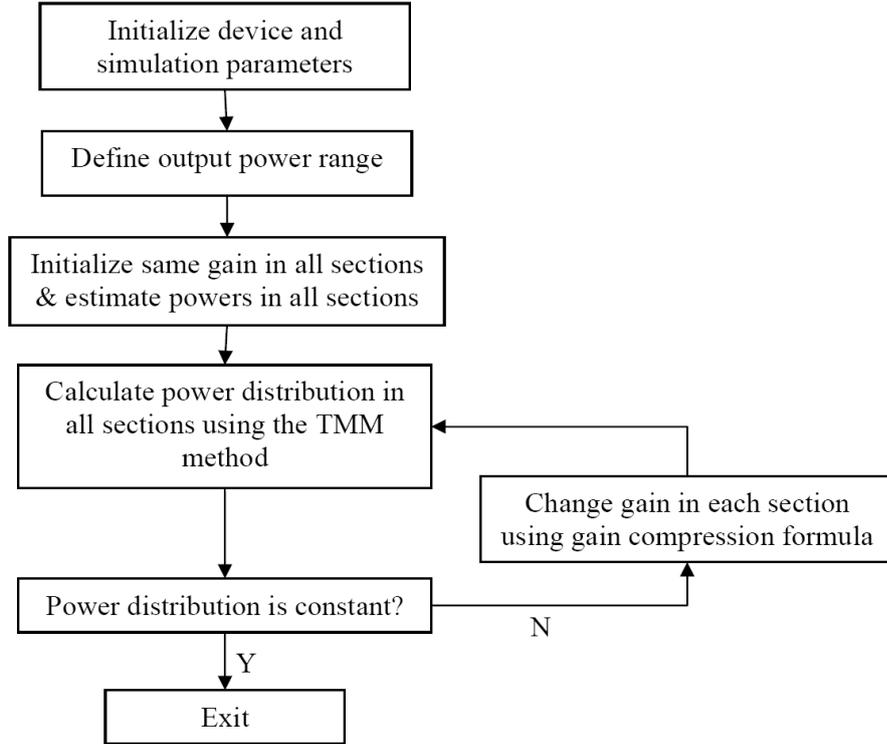 Initialize device and
simulation parameters
Define output power range
Initialize same gain in all sections
& estimate powers in all sections
Calculate power distribution in
all sections using the TMM
method
Change gain in each section
using gain compression formula
Power distribution is constant?
N
Y
Exit